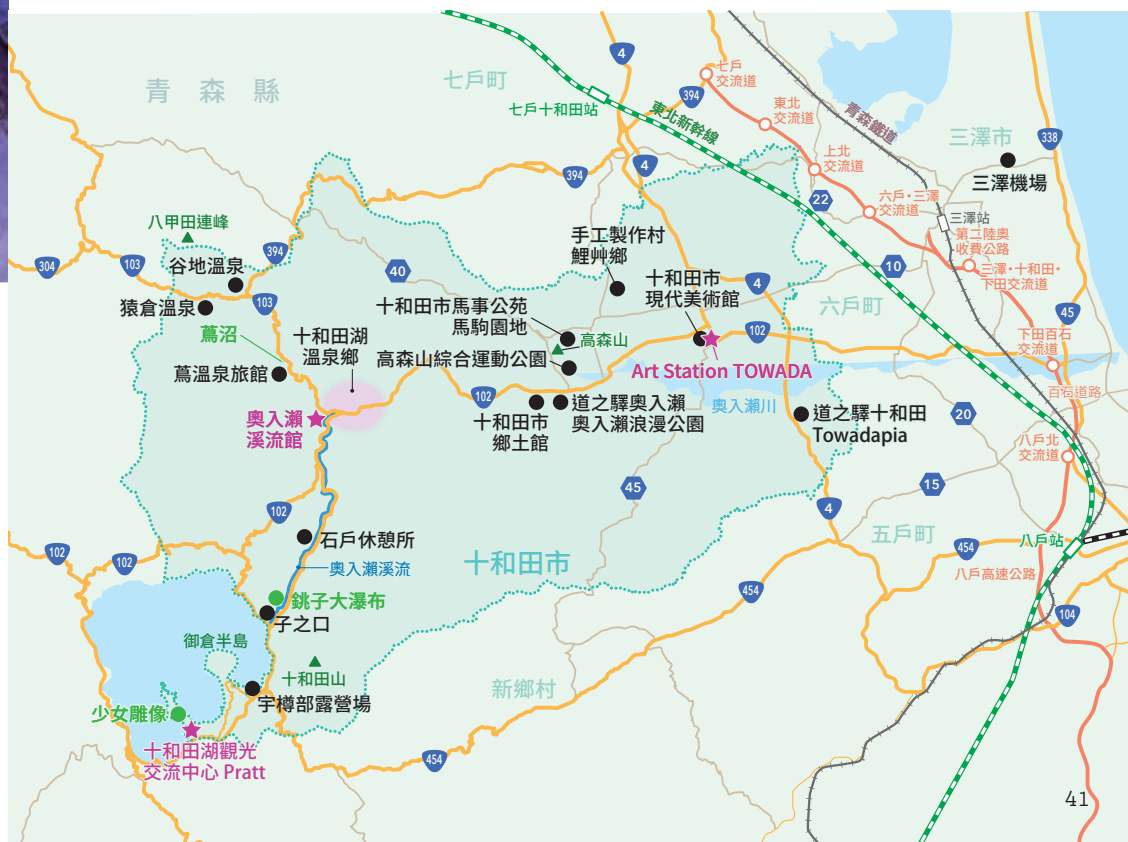 青森縣
七戶町
4
七戶
交流道
394
七戶十和田站
東北新幹線
東北
交流道
青森鐵道
三澤市
338
三澤機場
4
394
上北
交流道
22
六戶・三澤
交流道
三澤站
第二陸奧
收費公路
三澤・十和田・
下田交流道
八甲田連峰
304
103
394
谷地溫泉
猿倉溫泉
103
蔦沼
蔦溫泉旅館
十和田湖
溫泉鄉
40
手工製作村
鯉艸鄉
十和田市馬事公苑
馬駒園地
高森山
高森山綜合運動公園
十和田市
現代美術館
4
10
六戶町
102
45
下田百石
交流道
百石道路
Art Station TOWADA
奧入瀨川
奧入瀨
溪流館
102
十和田市
鄉土館
道之驛奧入瀨
奧入瀨浪漫公園
道之驛十和田
Towadapia
20
八戶北
交流道
45
15
4
五戶町
454
八戶站
八戶高速公路
104
102
102
102
石戶休憩所
奧入瀨溪流
十和田市
銚子大瀑布
子之口
454
御倉半島
十和田山
宇樽部露營場
新鄉村
少女雕像
十和田湖觀光
交流中心 Pratt
454
41